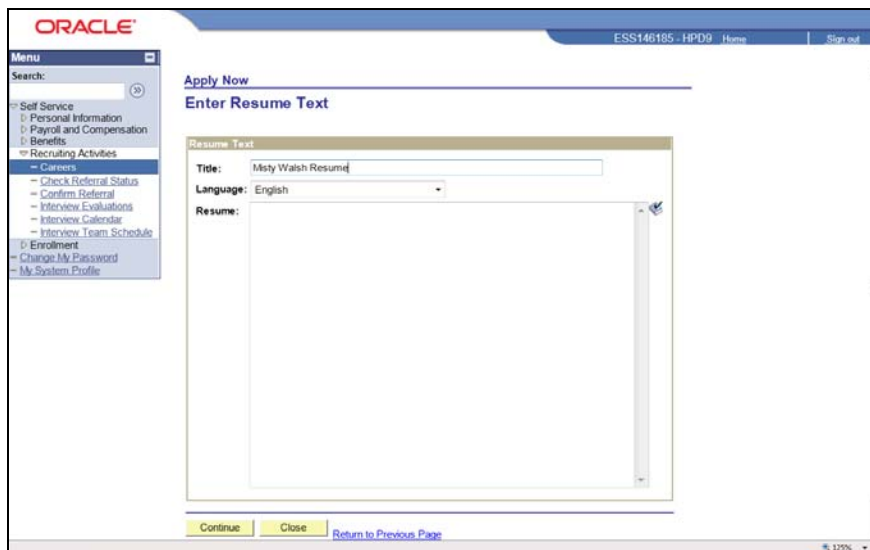 ORACLE
ESS146185 - HPD9 Home Sign out
Menu
Search:
Self Service
Personal Information
Payroll and Compensation
Benefits
Recruiting Activities
Careers
Check Referral Status
Confirm Referral
Interview Evaluations
Interview Calendar
Interview Team Schedule
Enrollment
Change My Password
My System Profile
Apply Now
Enter Resume Text
Resume Text
Title: Misty Walsh Resume
Language: English
Resume:
Continue Close Return to Previous Page
125%